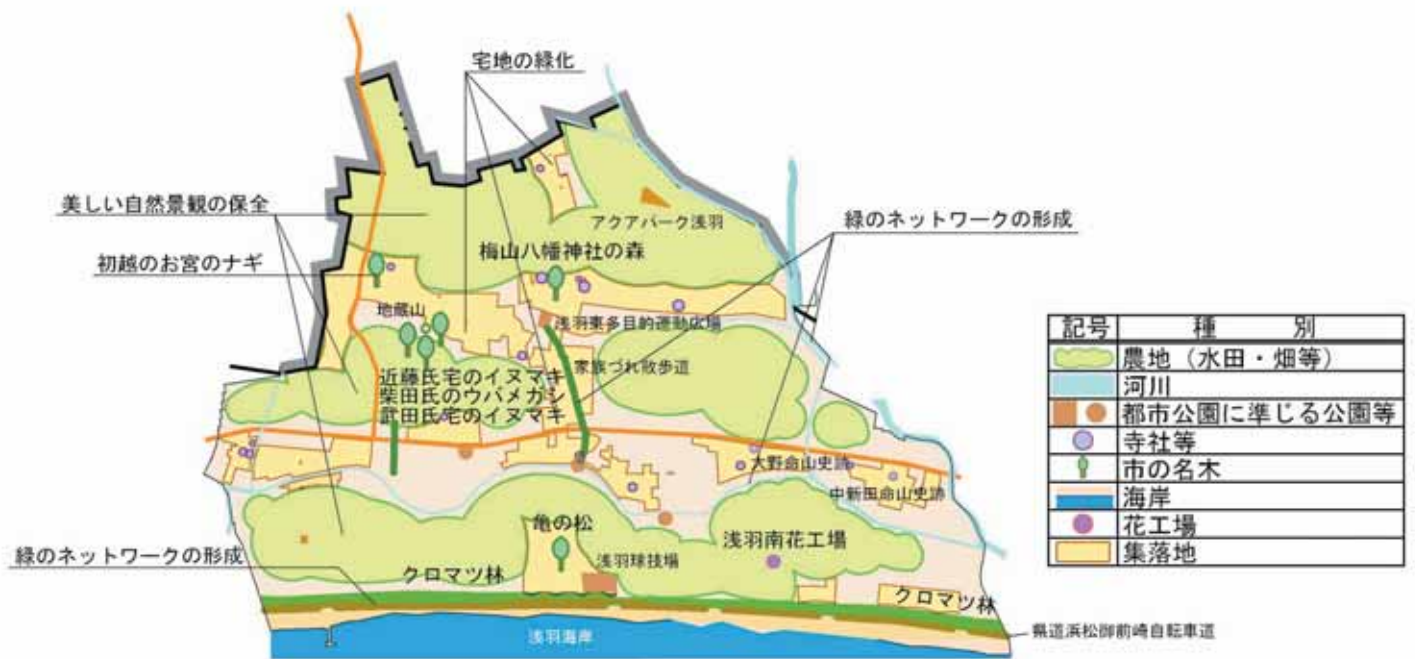 宅地の緑化
美しい自然景観の保全
アクアパーク浅羽
緑のネットワークの形成
梅山八幡神社の森
初越のお宮のナギ
地蔵山
浅羽東多目的運動広場
家族づれ散歩道
近藤氏宅のイヌマキ
柴田氏のウバメガシ
武田氏宅のイヌマキ
大野命山史跡
中新田命山史跡
亀の松
浅羽南花工場
緑のネットワークの形成
浅羽球技場
クロマツ林
クロマツ林
県道浜松御前崎自転車道
浅羽海岸
記号 種 別
農地（水田・畑等）
河川
都市公園に準じる公園等
寺社等
市の名木
海岸
花工場
集落地